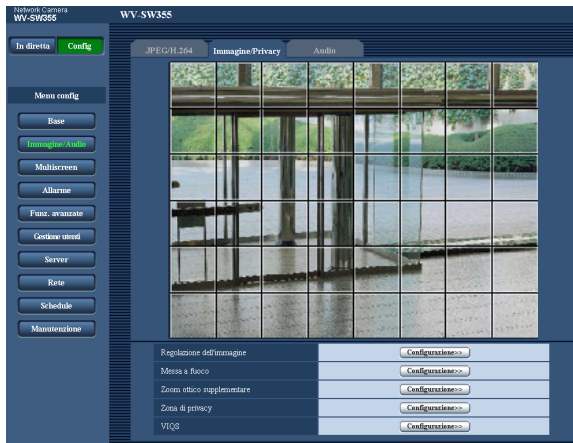 Network Camera
WV-SW355
WV-SW355
In diretta
Config
JPEG/H.264
Immagine/Privacy
Audio
Menu config
Base
Immagine/Audio
Multiscreen
Allarme
Funz. avanzate
Gestione utenti
Server
Rete
Schedule
Manutenzione
Regolazione dell'immagine
Configurazione>>
Messa a fuoco
Configurazione>>
Zoom ottico supplementare
Configurazione>>
Zona di privacy
Configurazione>>
VIQS
Configurazione>>